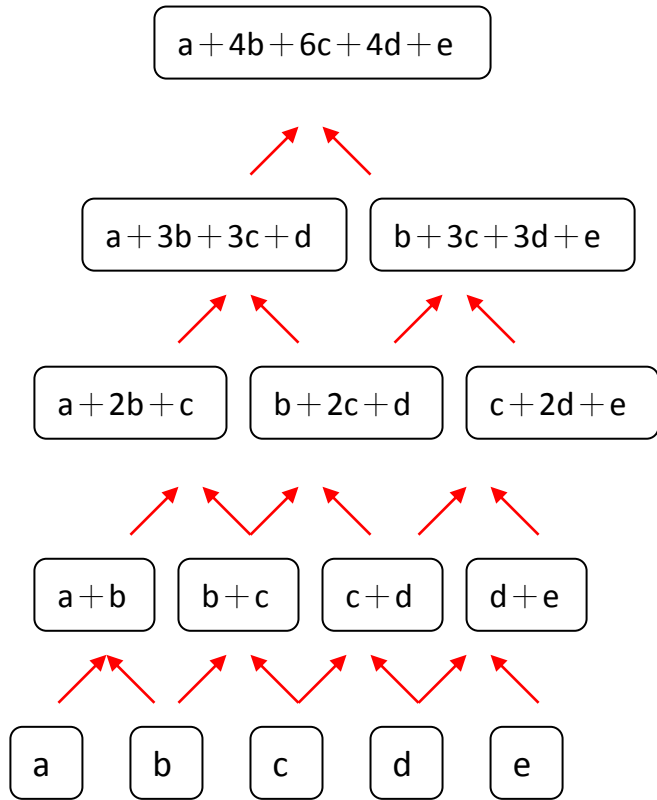 a+4b+6c+4d+e
a+3b+3c+d b+3c+3d+e
a+2b+c b+2c+d c+2d+e
a+b b+c c+d d+e
a b c d e